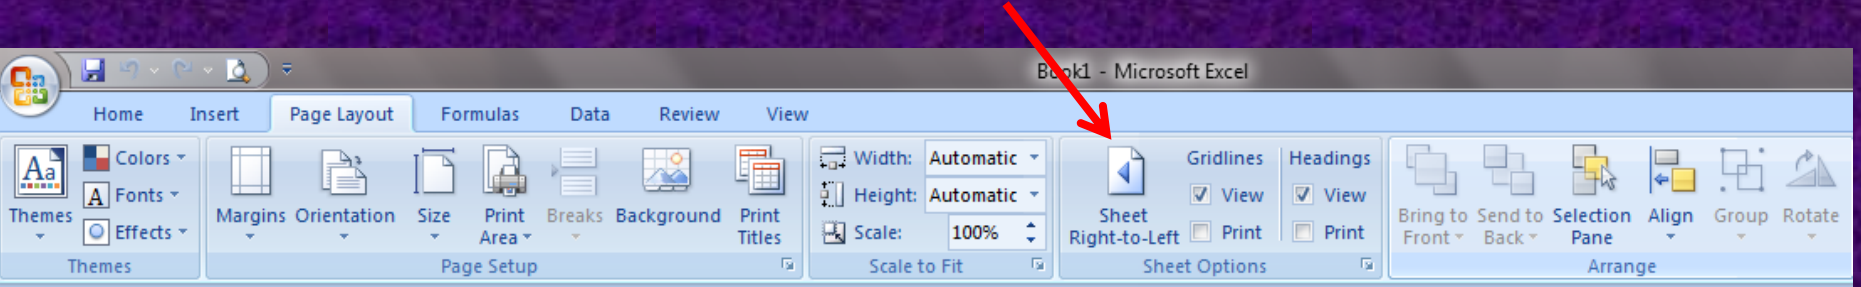 Book1 - Microsoft Excel
Home Insert Page Layout Formulas Data Review View
Aa
Themes
Colors
A Fonts
Effects
Themes
Margins
Orientation
Size
Print
Area
Breaks
Background
Print
Titles
Page Setup
Width: Automatic
Height: Automatic
Scale: 100%
Scale to Fit
Sheet
Right-to-Left
Gridlines
View
Print
Headings
View
Print
Sheet Options
Bring to
Front
Send to
Back
Selection
Pane
Align
Group
Rotate
Arrange